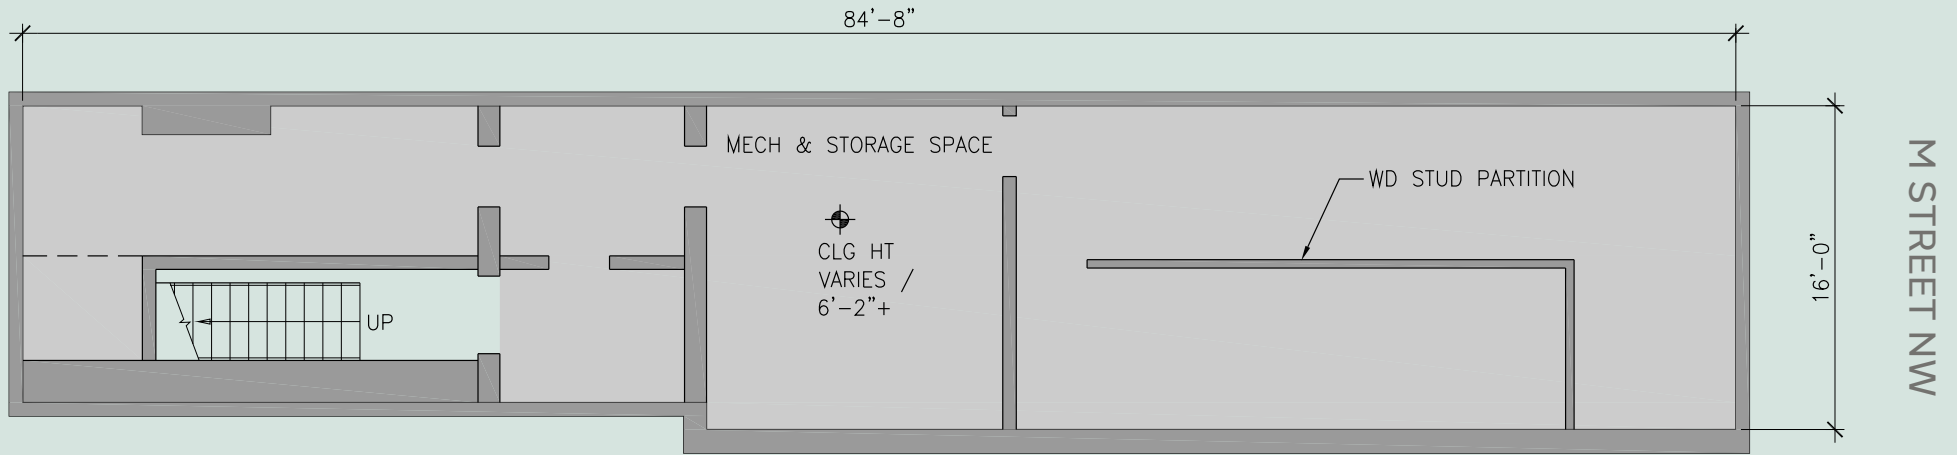 84'-8"
MECH & STORAGE SPACE
WD STUD PARTITION
CLG HT
VARIES /
6'-2"+
UP
16'-0"
M STREET NW